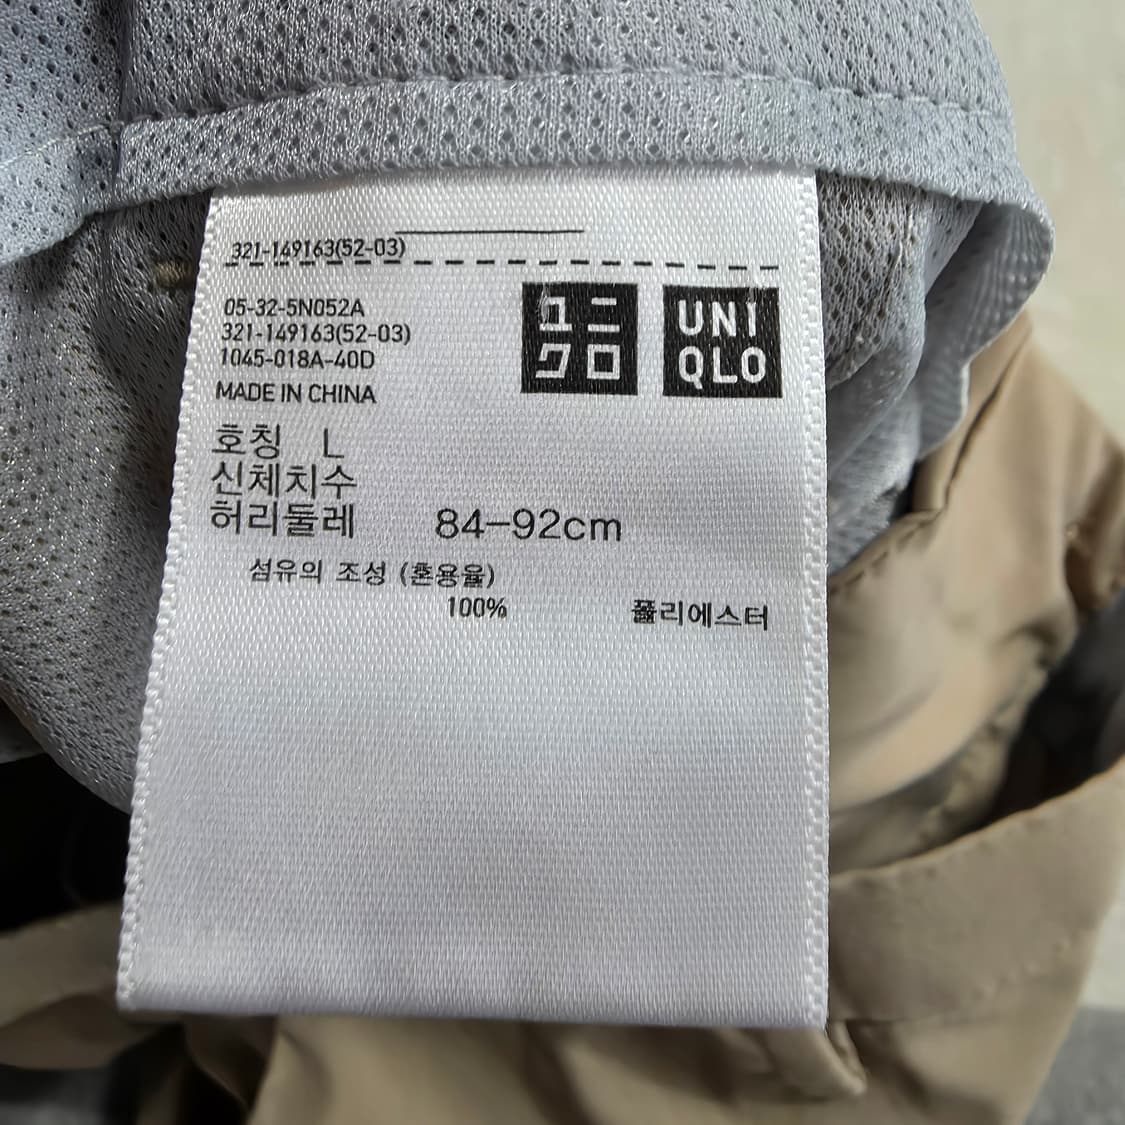 321-149163(52-03)
05-32-5N052A
321-149163(52-03)
1045-018A-40D
MADE IN CHINA
ユニ
クロ
UNI
QLO
호칭 L
신체치수
허리둘레 84-92cm
섬유의 조성 (혼용율)
100% 폴리에스터